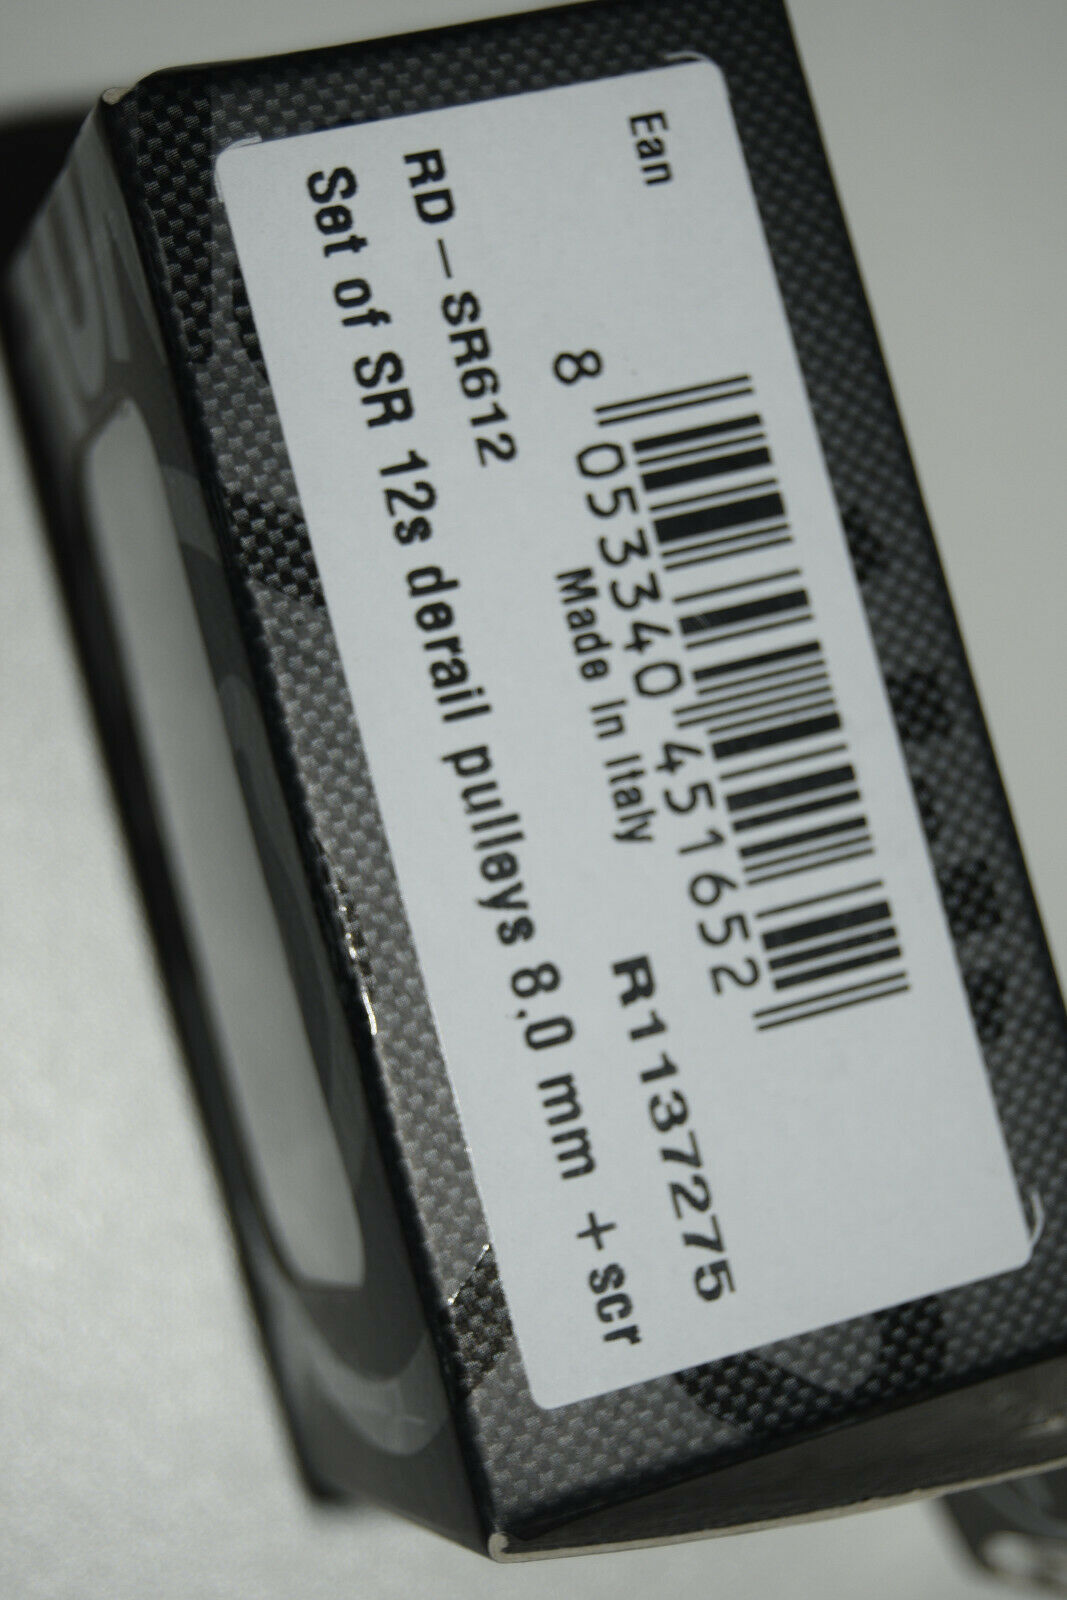 Ean
8 053340 451652
Made In Italy
R1137275
RD-SR612
Set of SR 12s derail pulleys 8.0 mm +scr